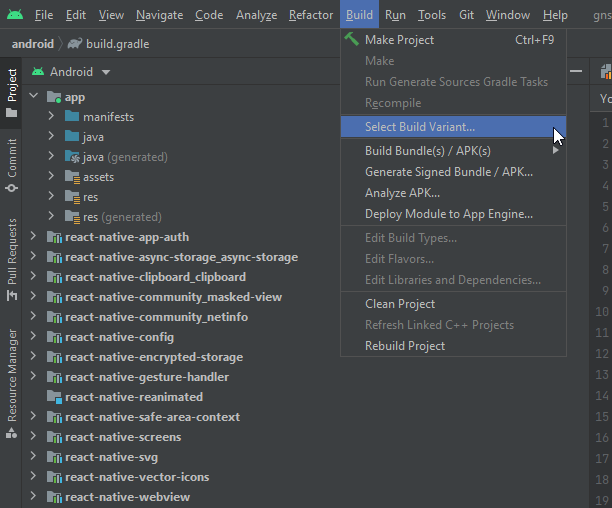 File Edit View Navigate Code Analyze Refactor Build Run Tools Git Window Help gns
android build.gradle
Project
Commit
Pull Requests
Resource Manager
Android
app
manifests
java
java (generated)
assets
res
res (generated)
react-native-app-auth
react-native-async-storage_async-storage
react-native-clipboard_clipboard
react-native-community_masked-view
react-native-community_netinfo
react-native-config
react-native-encrypted-storage
react-native-gesture-handler
react-native-reanimated
react-native-safe-area-context
react-native-screens
react-native-svg
react-native-vector-icons
react-native-webview
Make Project Ctrl+F9
Make
Run Generate Sources Gradle Tasks
Recompile
Select Build Variant...
Build Bundle(s) / APK(s)
Generate Signed Bundle / APK...
Analyze APK...
Deploy Module to App Engine...
Edit Build Types...
Edit Flavors...
Edit Libraries and Dependencies...
Clean Project
Refresh Linked C++ Projects
Rebuild Project
Yo
1
2
3
4
5
6
7
8
9
10
11
12
13
14
15
16
17
18
19